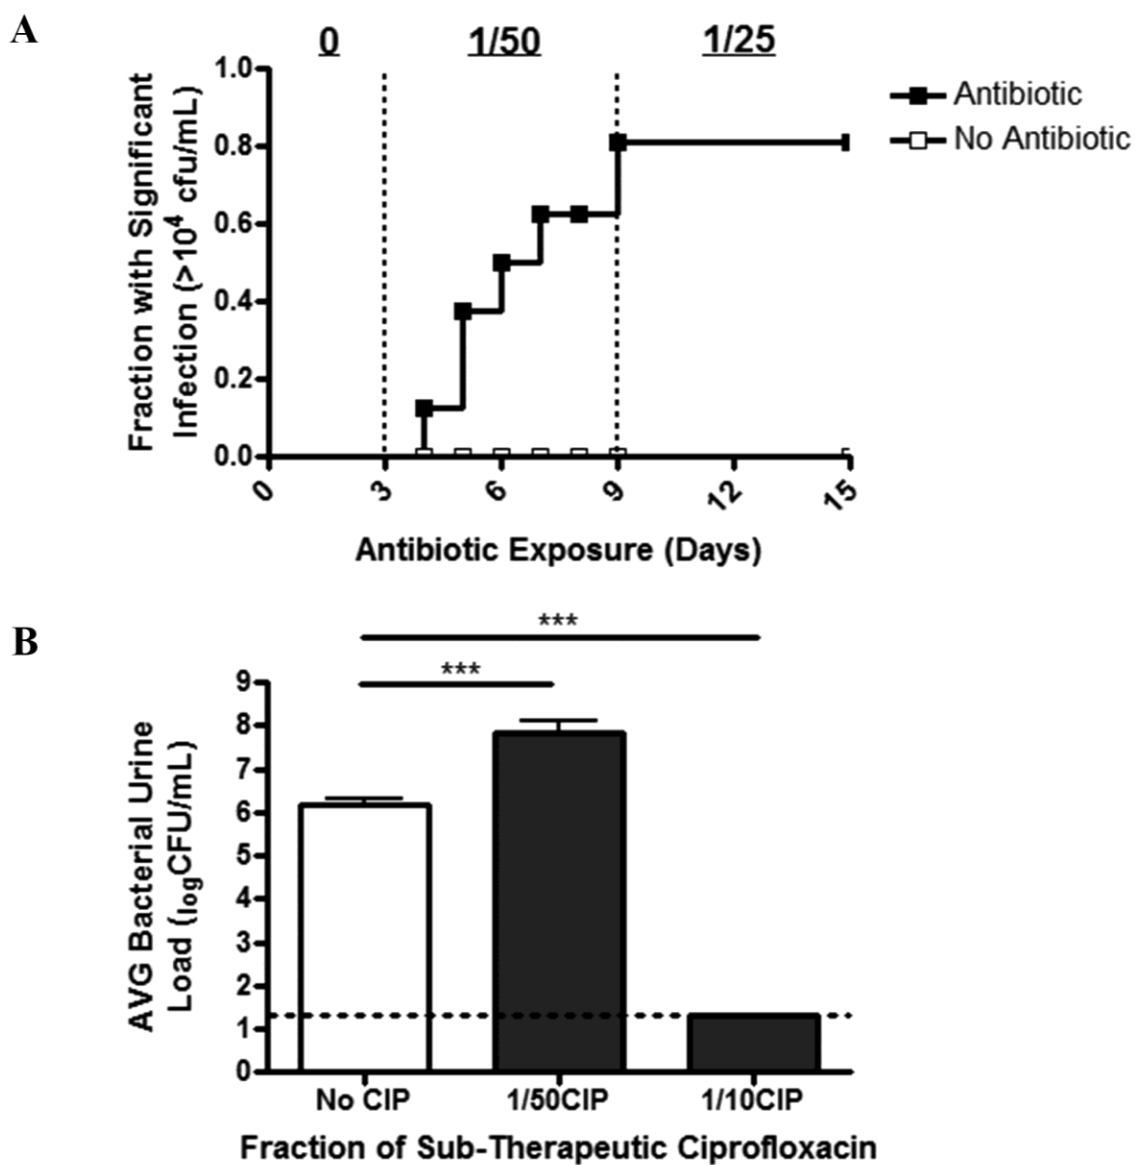 A
0 1/50 1/25
Fraction with Significant
Infection (>10⁴ cfu/mL)
1.0
0.8
0.6
0.4
0.2
0.0
0 3 6 9 12 15
Antibiotic Exposure (Days)
Antibiotic
No Antibiotic
B
***
***
AVG Bacterial Urine
Load (logCFU/mL)
9
8
7
6
5
4
3
2
1
0
No CIP 1/50CIP 1/10CIP
Fraction of Sub-Therapeutic Ciprofloxacin